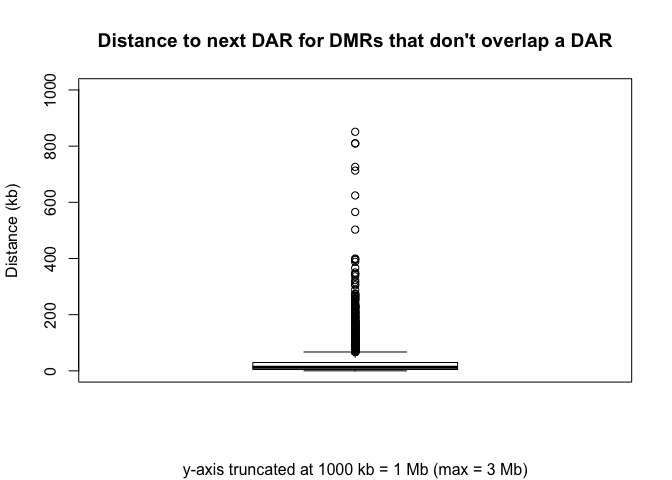 Distance to next DAR for DMRs that don't overlap a DAR
Distance (kb)
1000
800
600
400
200
0
y-axis truncated at 1000 kb = 1 Mb (max = 3 Mb)